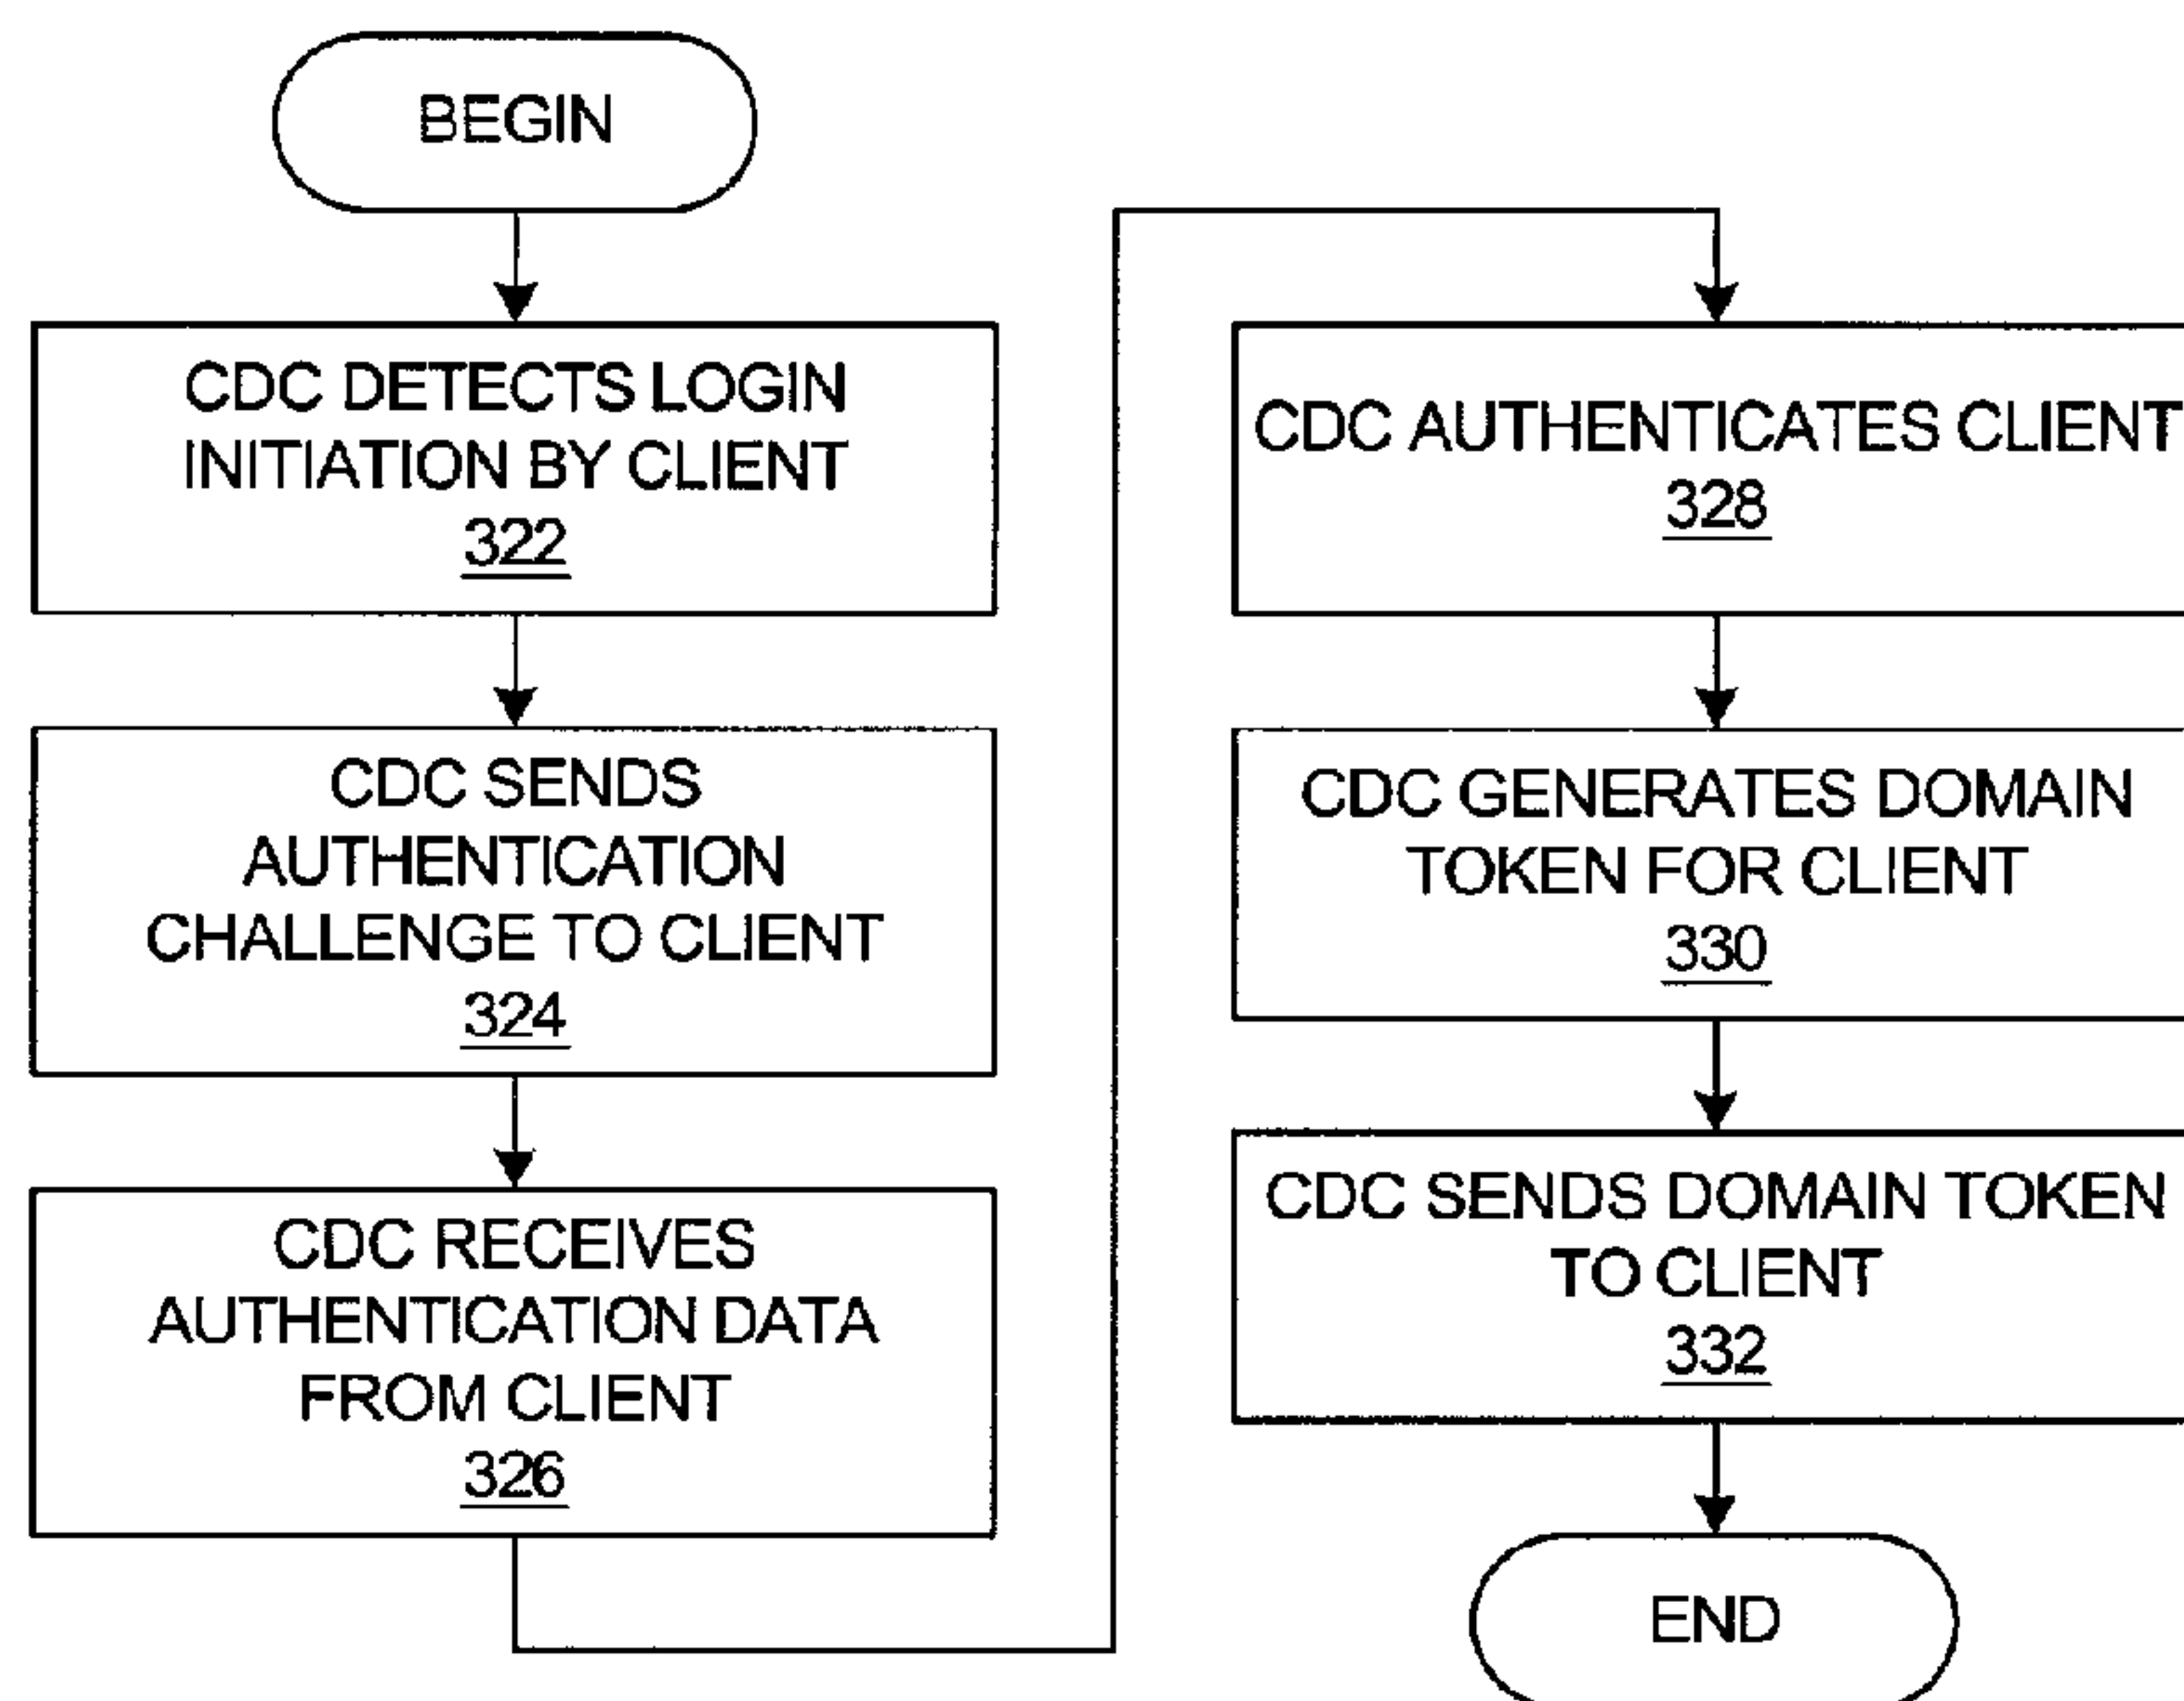 BEGIN
CDC DETECTS LOGIN
INITIATION BY CLIENT
322
CDC SENDS
AUTHENTICATION
CHALLENGE TO CLIENT
324
CDC RECEIVES
AUTHENTICATION DATA
FROM CLIENT
326
CDC AUTHENTICATES CLIENT
328
CDC GENERATES DOMAIN
TOKEN FOR CLIENT
330
CDC SENDS DOMAIN TOKEN
TO CLIENT
332
END